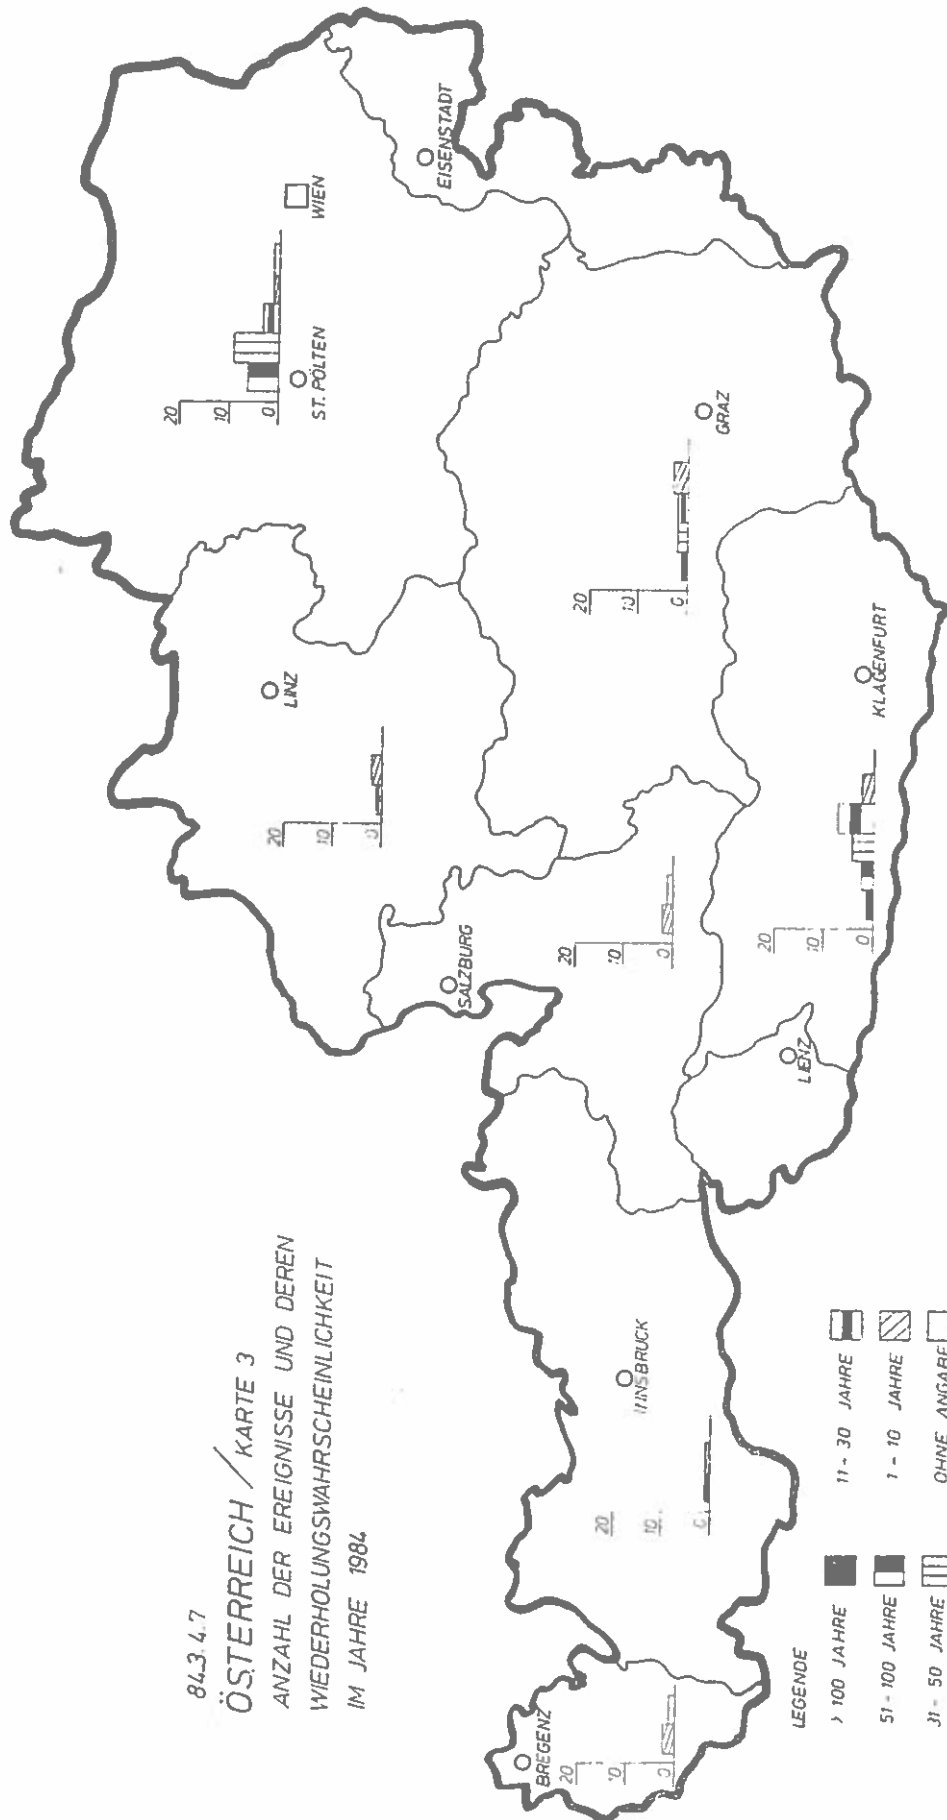 84.3.4.7
ÖSTERREICH / KARTE 3
ANZAHL DER EREIGNISSE UND DEREN
WIEDERHOLUNGSWAHRSCHEINLICHKEIT
IM JAHRE 1984
BREGENZ
20
10
0
INNSBRUCK
20
10
0
SALZBURG
20
10
0
LIENZ
LINZ
20
10
0
ST. PÖLTEN
20
10
0
WIEN
EISENSTADT
GRAZ
20
10
0
KLAGENFURT
20
10
0
LEGENDE
> 100 JAHRE
51 - 100 JAHRE
31 - 50 JAHRE
11 - 30 JAHRE
1 - 10 JAHRE
OHNE ANGABE